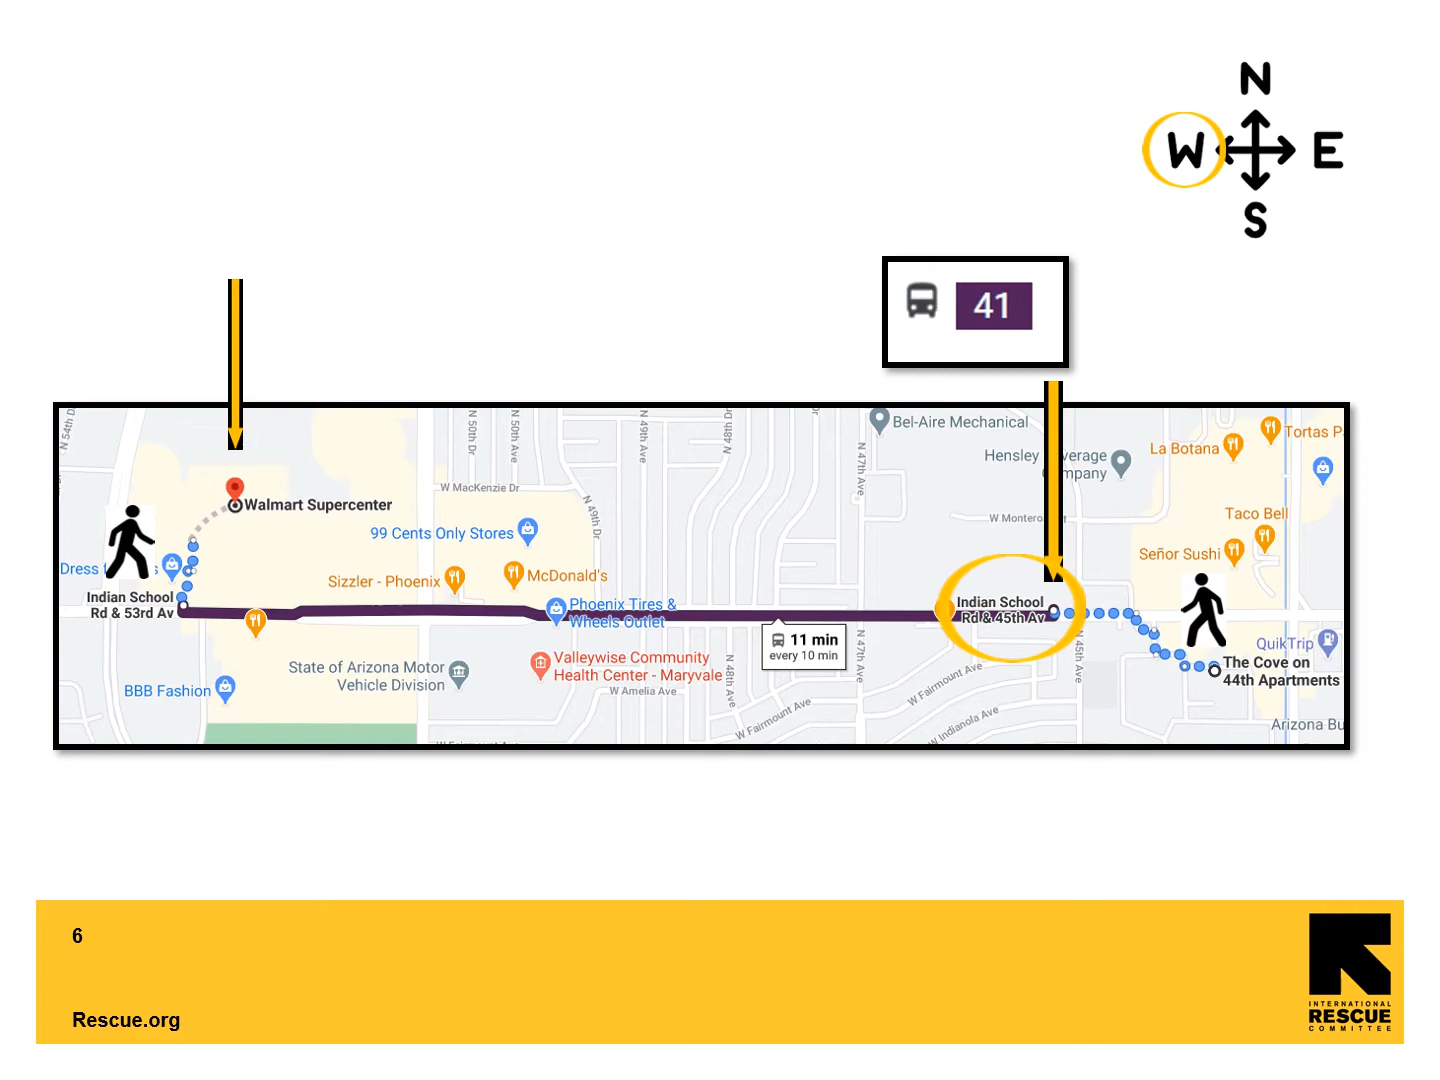 N
W
E
S
41
N 54th D
N 50th Dr
N 50th Ave
N 49th Ave
N 48th Dr
Bel-Aire Mechanical
Tortas P
La Botana
Hensley
erage
mpany
N 47th Ave
W MacKenzie Dr
Walmart Supercenter
N 49th Dr
W Monteros
Taco Bell
99 Cents Only Stores
Señor Sushi
Dress
s
Sizzler - Phoenix
McDonald's
Indian School
Rd & 53rd Av
Phoenix Tires &
Wheels Outlet
Indian School
Rd & 45th Av
11 min
every 10 min
QuikTrip
State of Arizona Motor
Vehicle Division
Valleywise Community
Health Center - Maryvale
N 48th Ave
N 47th Ave
N 45th Ave
The Cove on
44th Apartments
BBB Fashion
W Amelia Ave
W Fairmount Ave
W Fairmount Ave
W Indianola Ave
Arizona Bu
6
Rescue.org
INTERNATIONAL
RESCUE
COMMITTEE